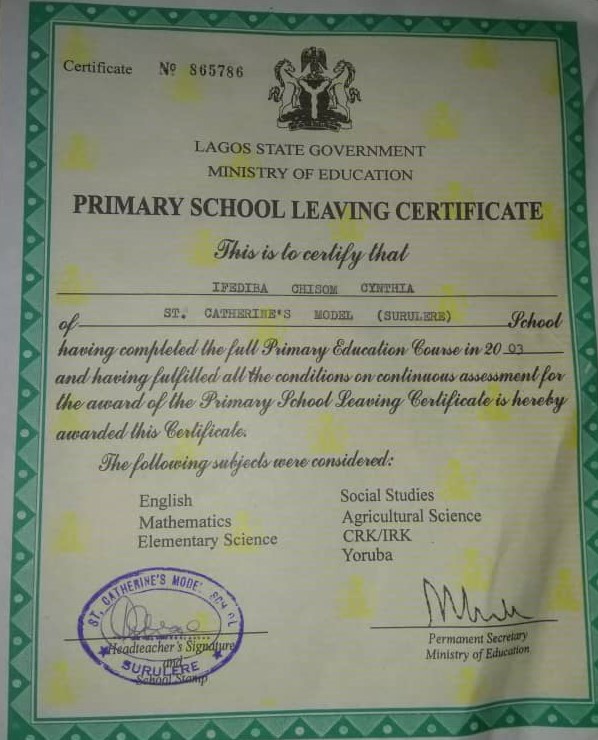 Certificate № 865786
LAGOS STATE GOVERNMENT
MINISTRY OF EDUCATION
PRIMARY SCHOOL LEAVING CERTIFICATE
This is to certify that
IFEDIBA CHISOM CYNTHIA
of ST. CATHERINE'S MODEL (SURULERE) School
having completed the full Primary Education Course in 20 03
and having fulfilled all the conditions on continuous assessment for
the award of the Primary School Leaving Certificate is hereby
awarded this Certificate.
The following subjects were considered:
English
Mathematics
Elementary Science
Social Studies
Agricultural Science
CRK/IRK
Yoruba
ST. CATHERINE'S MODEL
SURULERE
Headteacher's Signature
and
School Stamp
Permanent Secretary
Ministry of Education.